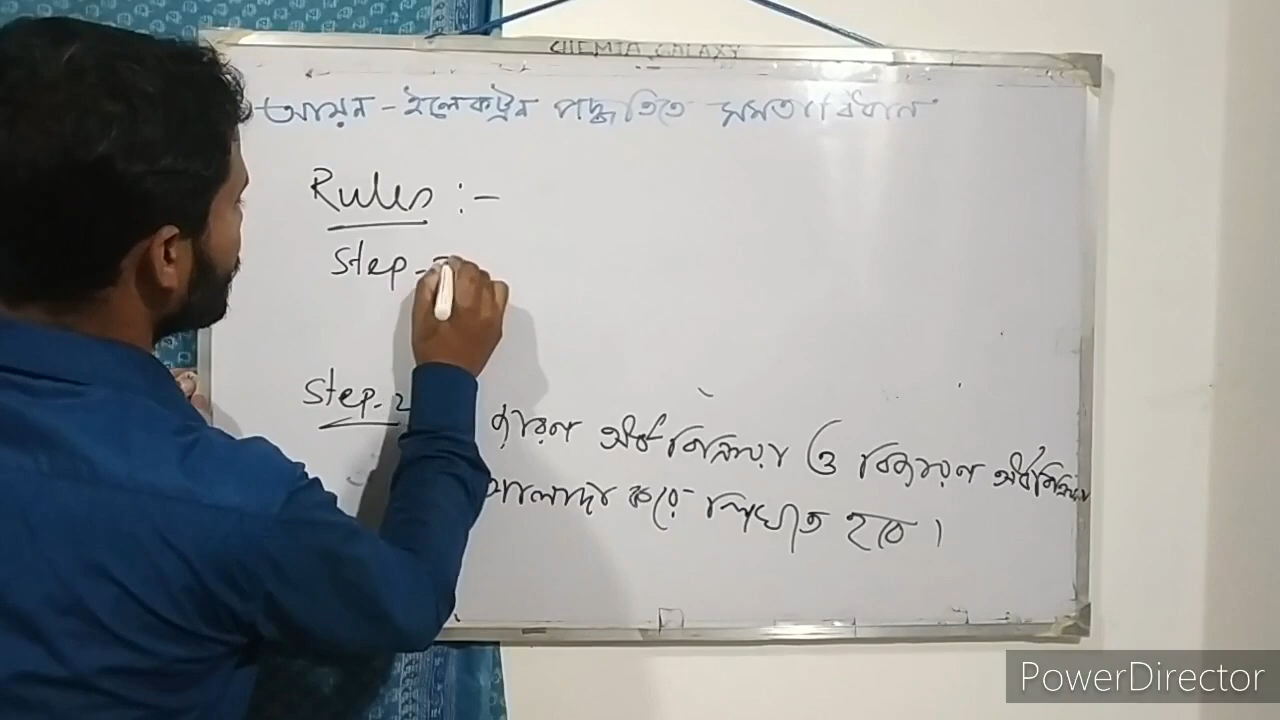 CHEMIA GALAXY
আয়ন - ইলেকট্রন পদ্ধতিতে সমতাবিধান
Rules :-
Step -
Step - 2
জারণ অর্ধবিক্রিয়া ও বিজারণ অর্ধবিক্রিয়া
আলাদা করে লিখতে হবে।
PowerDirector